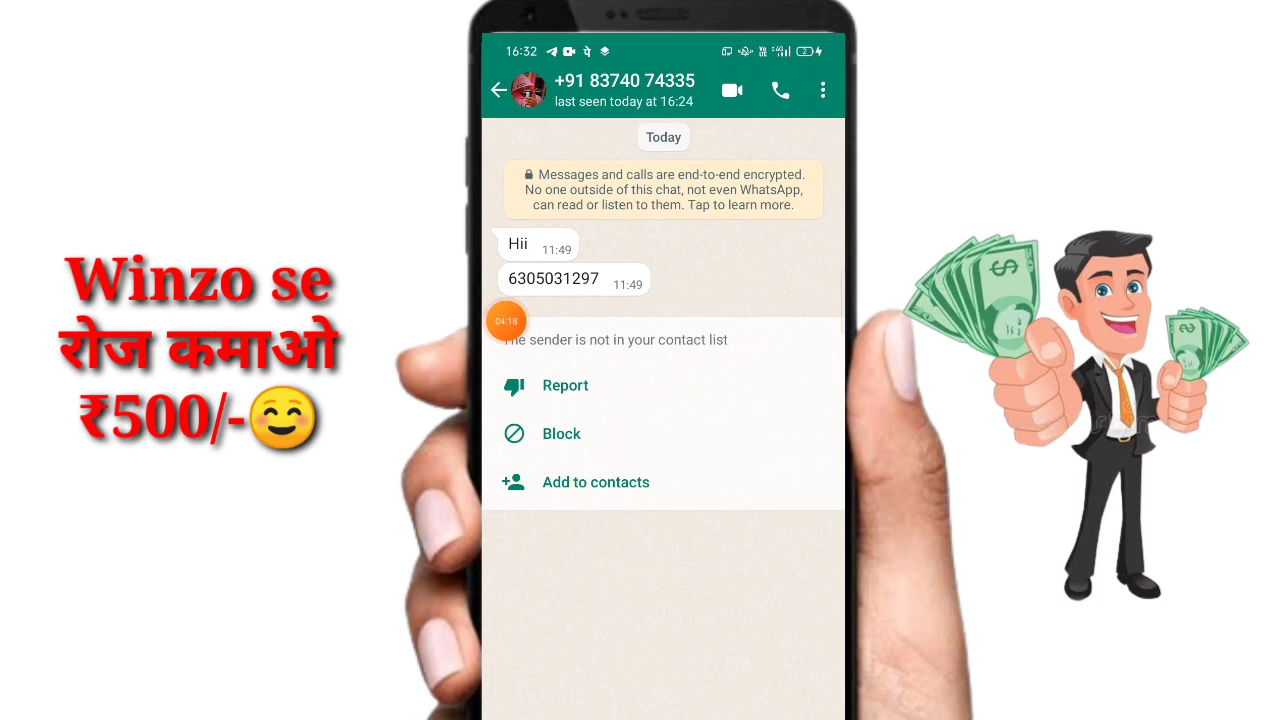 Winzo se
रोज कमाओ
₹500/-☺️
16:32
+91 83740 74335
last seen today at 16:24
Today
Messages and calls are end-to-end encrypted.
No one outside of this chat, not even WhatsApp,
can read or listen to them. Tap to learn more.
Hii 11:49
6305031297 11:49
04:18
The sender is not in your contact list
Report
Block
Add to contacts